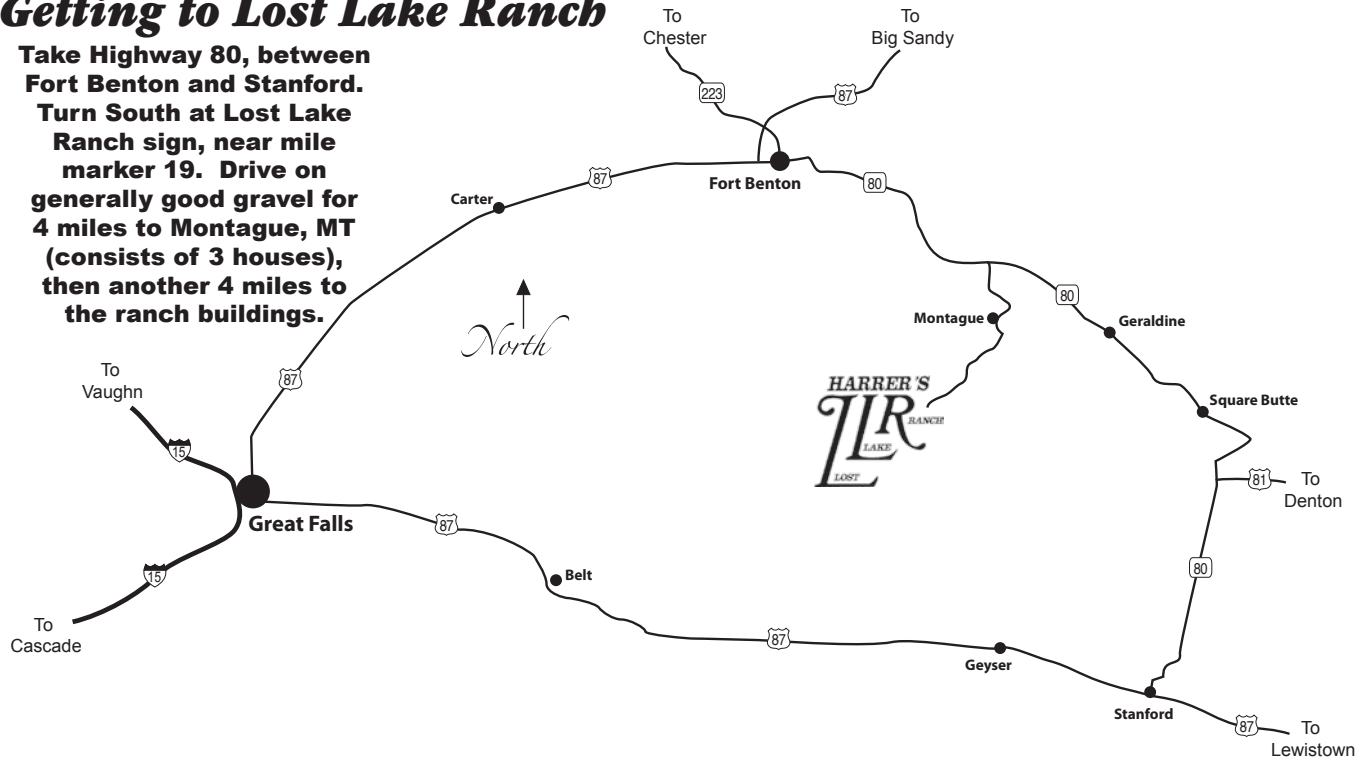 Getting to Lost Lake Ranch
Take Highway 80, between
Fort Benton and Stanford.
Turn South at Lost Lake
Ranch sign, near mile
marker 19. Drive on
generally good gravel for
4 miles to Montague, MT
(consists of 3 houses),
then another 4 miles to
the ranch buildings.
To
Chester
To
Big Sandy
223
87
87
Fort Benton
80
Carter
North
80
Montague
Geraldine
To
Vaughn
87
HARRER'S
LLR
RANCH
LAKE
LOST
Square Butte
15
81
To
Denton
Great Falls
87
80
15
Belt
To
Cascade
87
Geyser
Stanford
87
To
Lewistown